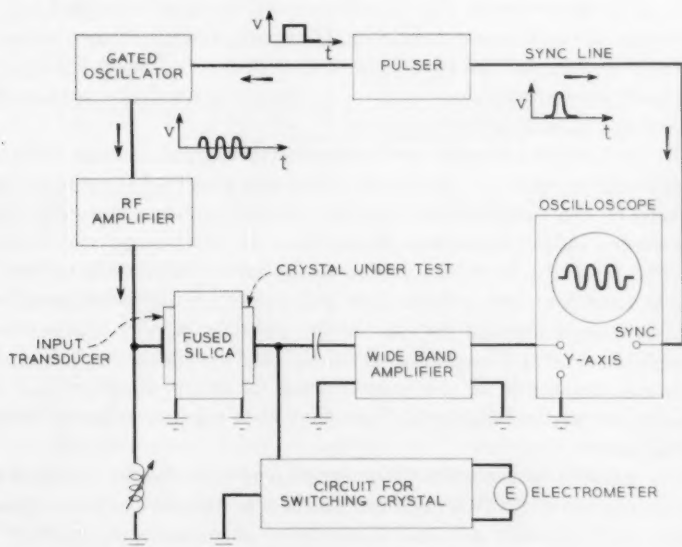 V
t
GATED
OSCILLATOR
PULSER
SYNC LINE
V
t
V
t
RF
AMPLIFIER
OSCILLOSCOPE
CRYSTAL UNDER TEST
INPUT
TRANSDUCER
FUSED
SILICA
WIDE BAND
AMPLIFIER
SYNC
Y-AXIS
CIRCUIT FOR
SWITCHING CRYSTAL
E
ELECTROMETER